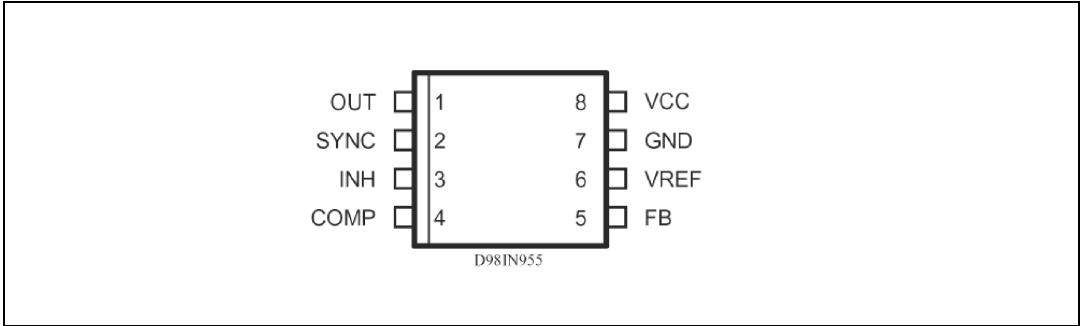 OUT 1 8 VCC
SYNC 2 7 GND
INH 3 6 VREF
COMP 4 5 FB
D98IN955